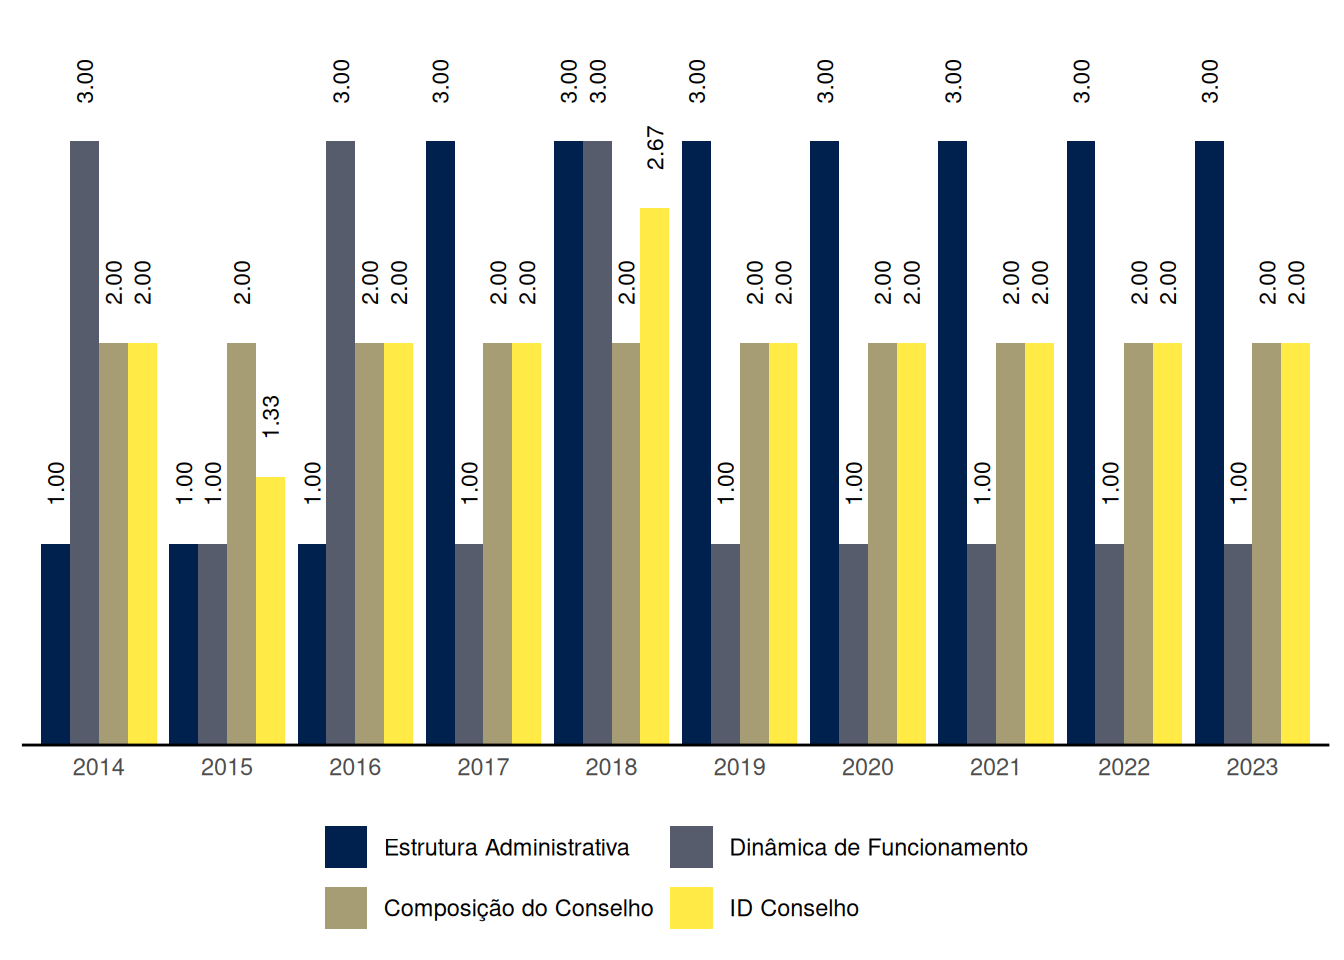 3.00 3.00 3.00 3.00 3.00 3.00 3.00 3.00 3.00 3.00
2.67
2.00 2.00 2.00 2.00 2.00 2.00 2.00 2.00 2.00 2.00 2.00 2.00 2.00 2.00 2.00 2.00 2.00 2.00
1.33
1.00 1.00 1.00 1.00 1.00 1.00 1.00 1.00 1.00 1.00
2014 2015 2016 2017 2018 2019 2020 2021 2022 2023
Estrutura Administrativa Dinâmica de Funcionamento
Composição do Conselho ID Conselho